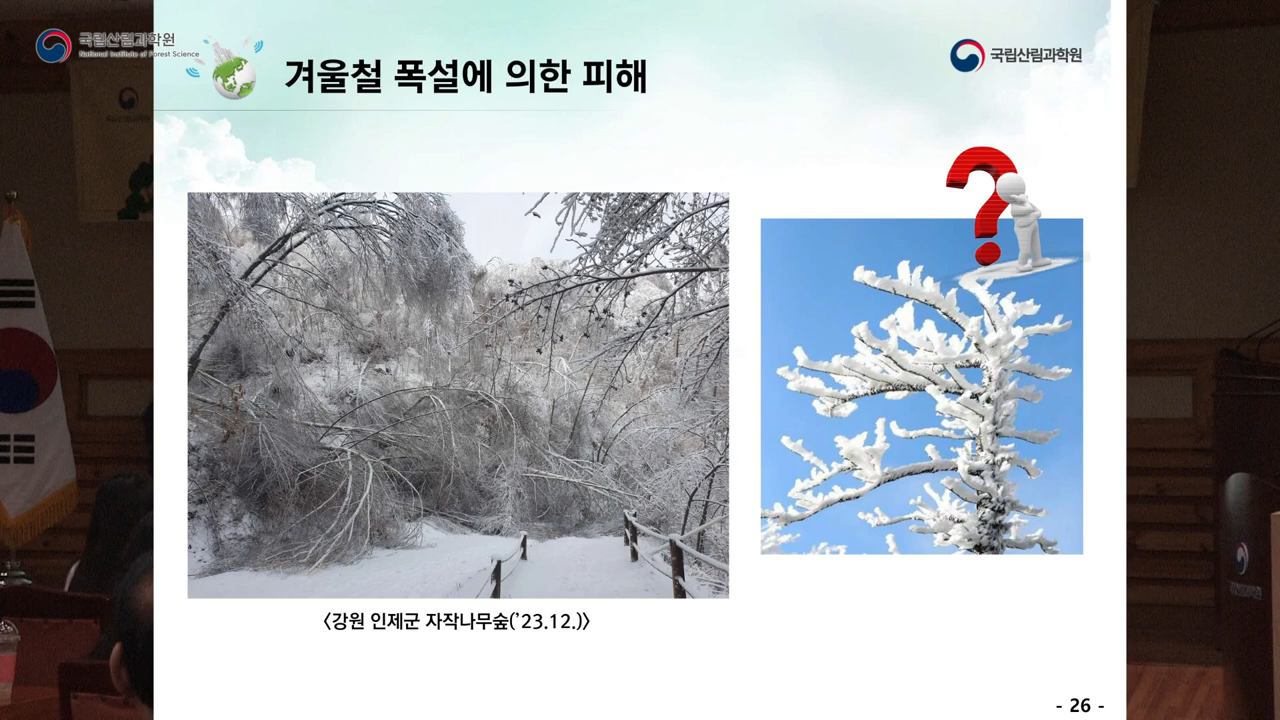 국립산림과학원
National Institute of Forest Science
겨울철 폭설에 의한 피해
국립산림과학원
<강원 인제군 자작나무숲('23.12.)>
- 26 -